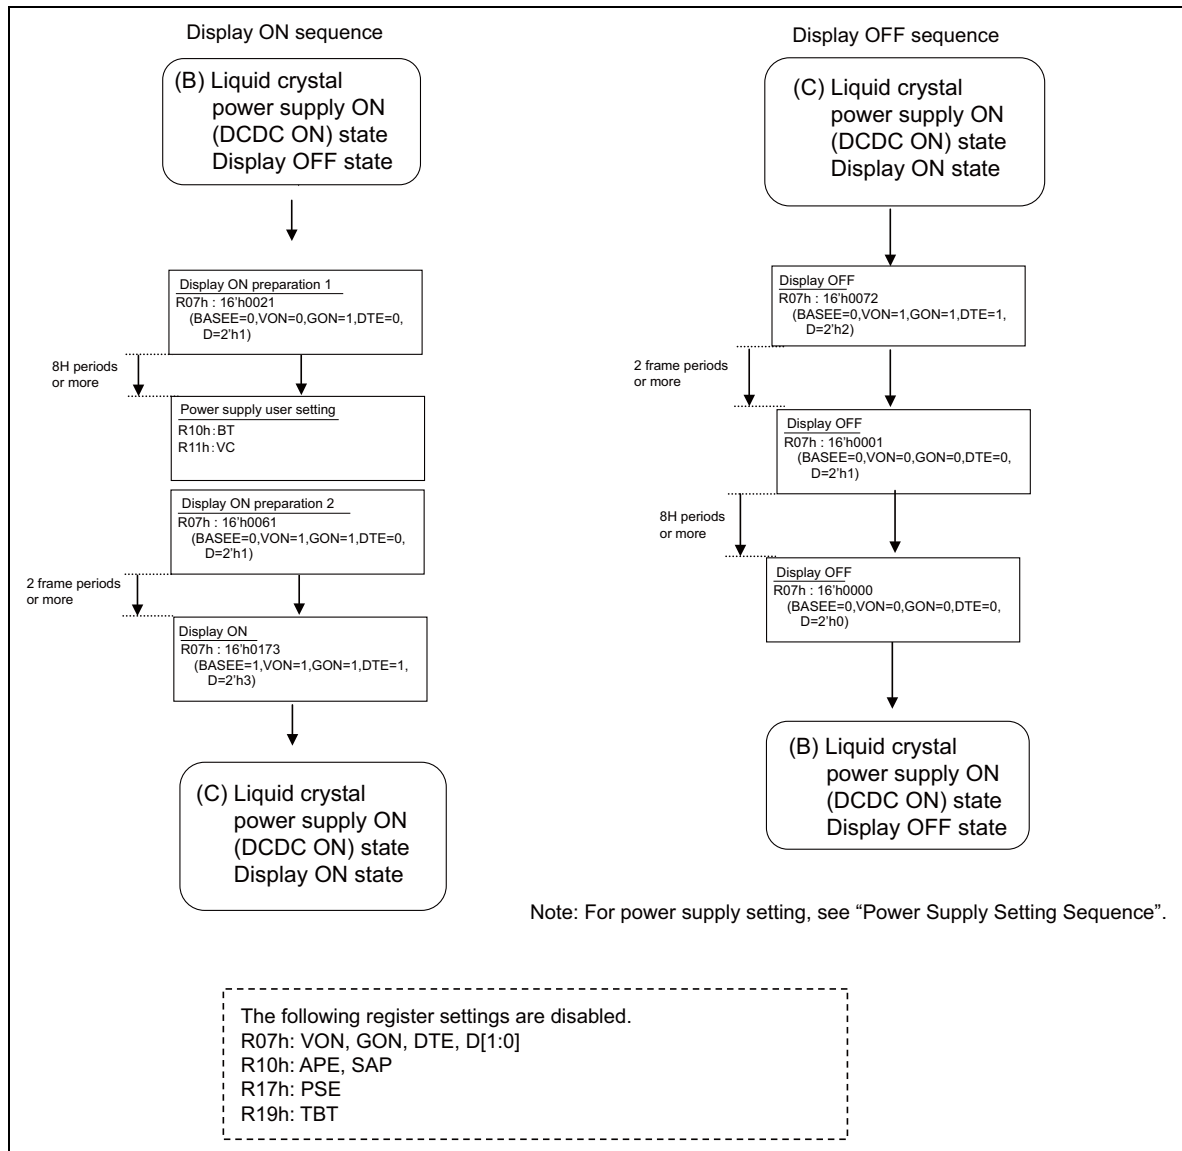 Display ON sequence
(B) Liquid crystal
power supply ON
(DCDC ON) state
Display OFF state
Display ON preparation 1
R07h : 16'h0021
(BASEE=0,VON=0,GON=1,DTE=0,
D=2'h1)
8H periods
or more
Power supply user setting
R10h:BT
R11h:VC
Display ON preparation 2
R07h : 16'h0061
(BASEE=0,VON=1,GON=1,DTE=0,
D=2'h1)
2 frame periods
or more
Display ON
R07h : 16'h0173
(BASEE=1,VON=1,GON=1,DTE=1,
D=2'h3)
(C) Liquid crystal
power supply ON
(DCDC ON) state
Display ON state
Display OFF sequence
(C) Liquid crystal
power supply ON
(DCDC ON) state
Display ON state
Display OFF
R07h : 16'h0072
(BASEE=0,VON=1,GON=1,DTE=1,
D=2'h2)
2 frame periods
or more
Display OFF
R07h : 16'h0001
(BASEE=0,VON=0,GON=0,DTE=0,
D=2'h1)
8H periods
or more
Display OFF
R07h : 16'h0000
(BASEE=0,VON=0,GON=0,DTE=0,
D=2'h0)
(B) Liquid crystal
power supply ON
(DCDC ON) state
Display OFF state
Note: For power supply setting, see “Power Supply Setting Sequence”.
The following register settings are disabled.
R07h: VON, GON, DTE, D[1:0]
R10h: APE, SAP
R17h: PSE
R19h: TBT